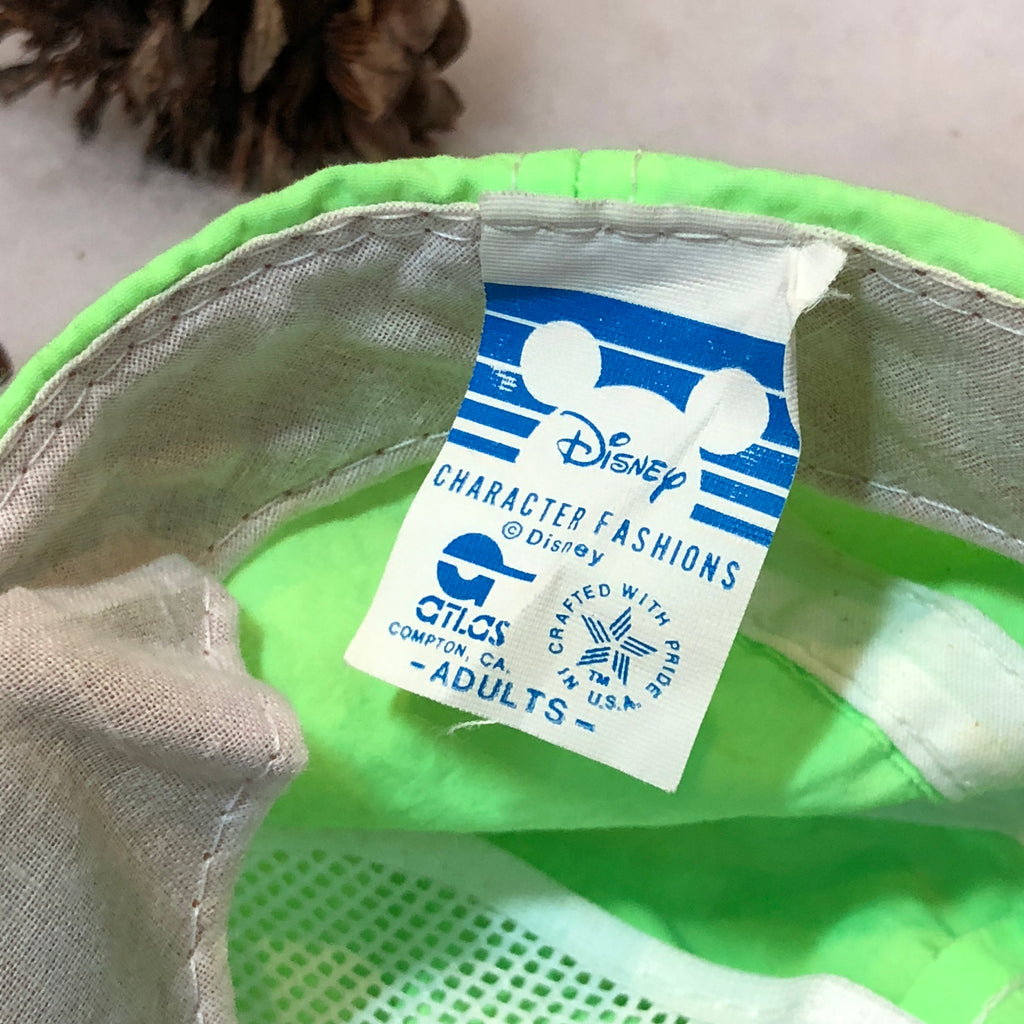 Disney
CHARACTER FASHIONS
© Disney
atlas
COMPTON, CA.
-ADULTS-
CRAFTED WITH PRIDE
IN U.S.A.
TM